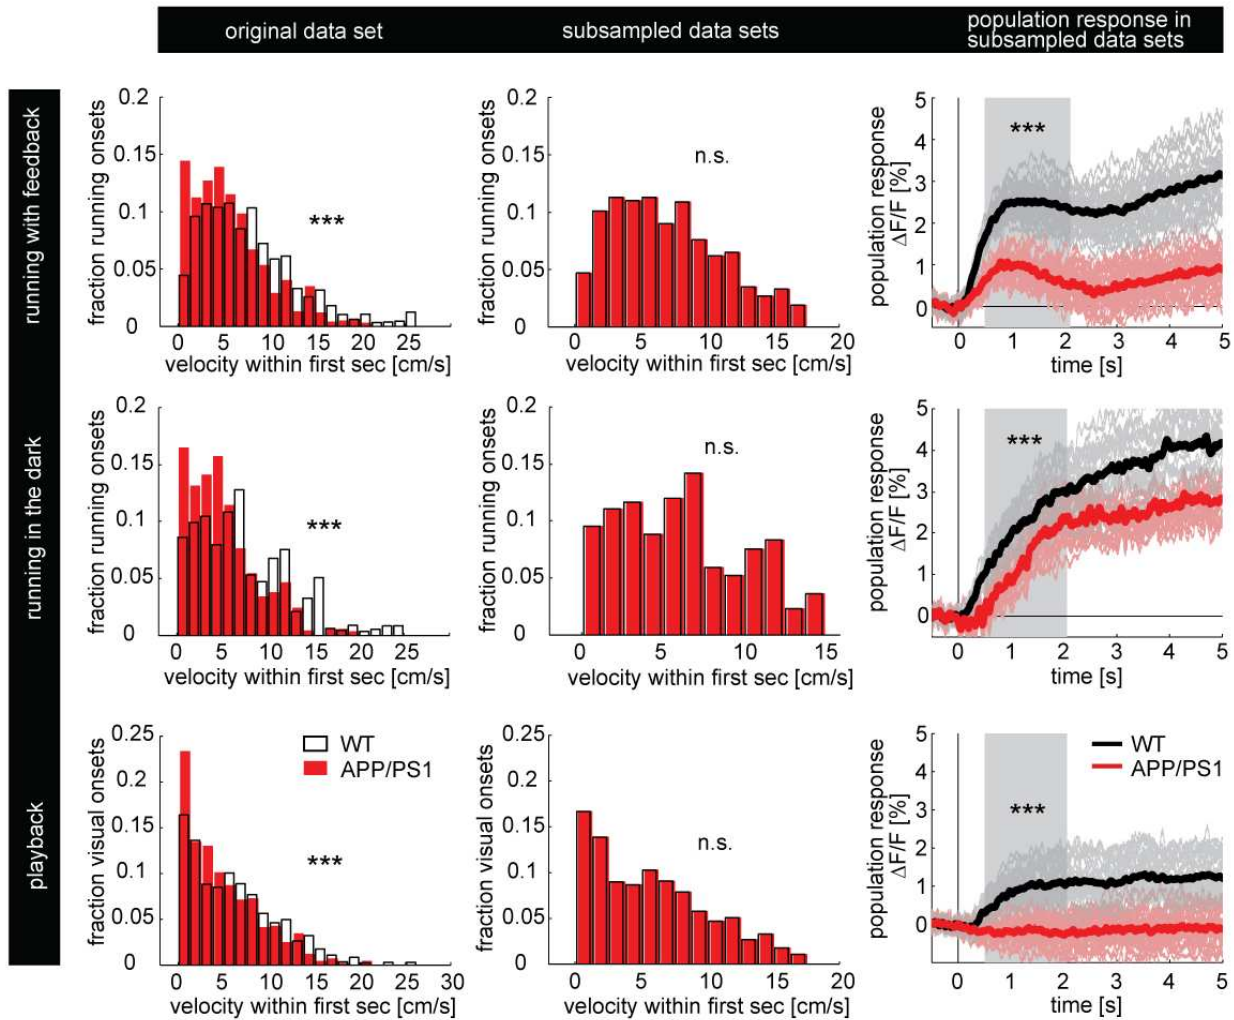 original data set
subsampled data sets
population response in
subsampled data sets
running with feedback
fraction running onsets
0.2
0.15
0.1
0.05
0
***
0 5 10 15 20 25 30
velocity within first sec [cm/s]
fraction running onsets
0.2
0.15
0.1
0.05
0
n.s.
0 5 10 15 20
velocity within first sec [cm/s]
population response
ΔF/F [%]
5
4
3
2
1
0
***
0 1 2 3 4 5
time [s]
running in the dark
fraction running onsets
0.2
0.15
0.1
0.05
0
***
0 5 10 15 20 25 30
velocity within first sec [cm/s]
fraction running onsets
0.2
0.15
0.1
0.05
0
n.s.
0 5 10 15
velocity within first sec [cm/s]
population response
ΔF/F [%]
5
4
3
2
1
0
***
0 1 2 3 4 5
time [s]
playback
fraction visual onsets
0.25
0.2
0.15
0.1
0.05
0
WT
APP/PS1
***
0 5 10 15 20 25 30
velocity within first sec [cm/s]
fraction visual onsets
0.25
0.2
0.15
0.1
0.05
0
n.s.
0 5 10 15 20
velocity within first sec [cm/s]
population response
ΔF/F [%]
5
4
3
2
1
0
WT
APP/PS1
***
0 1 2 3 4 5
time [s]